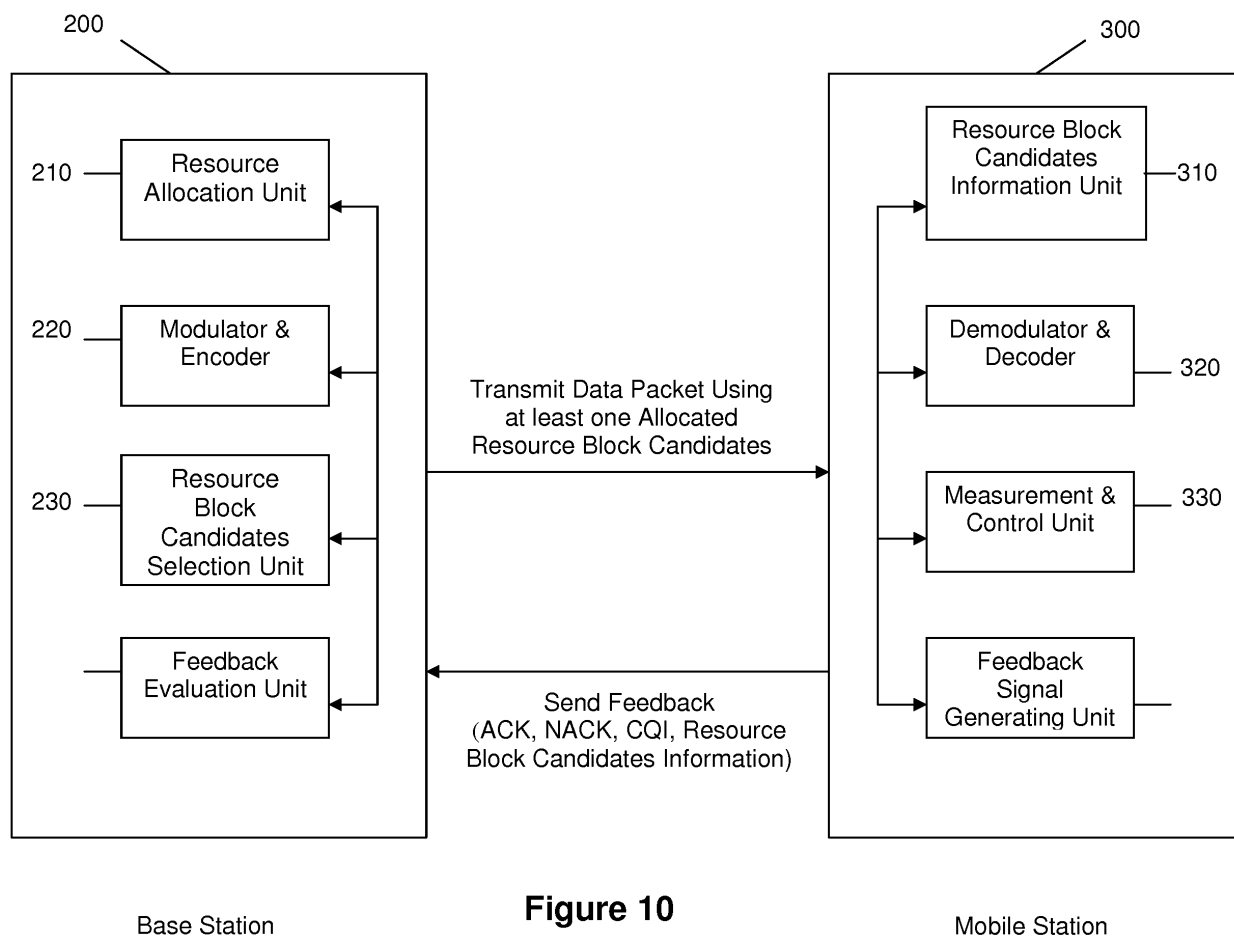 200
300
210
Resource
Allocation Unit
Resource Block
Candidates
Information Unit
310
220
Modulator &
Encoder
Demodulator &
Decoder
320
Transmit Data Packet Using
at least one Allocated
Resource Block Candidates
230
Resource
Block
Candidates
Selection Unit
Measurement &
Control Unit
330
Feedback
Evaluation Unit
Feedback
Signal
Generating Unit
Send Feedback
(ACK, NACK, CQI, Resource
Block Candidates Information)
Figure 10
Base Station
Mobile Station